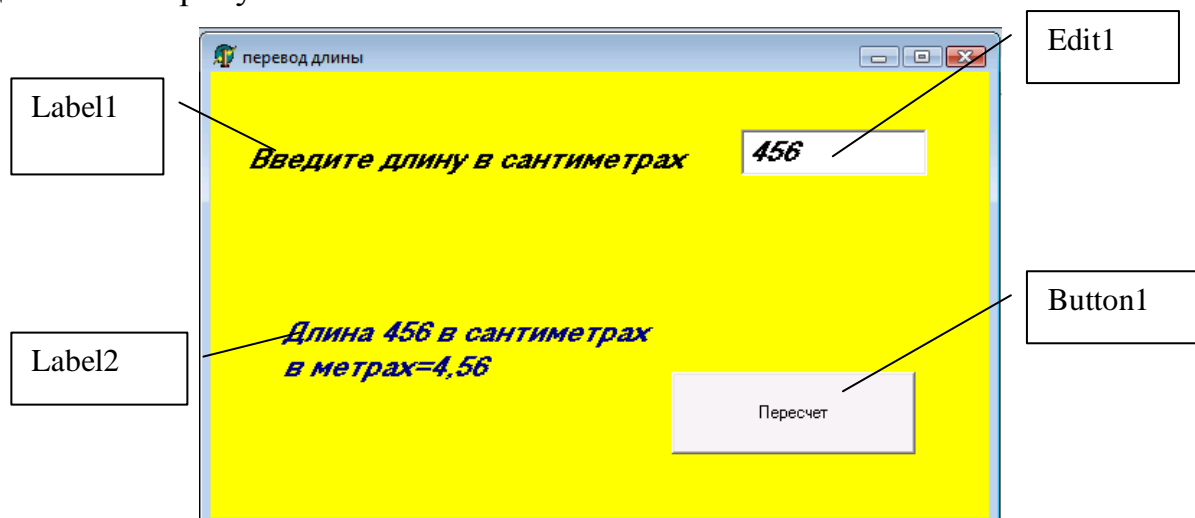 Edit1
перевод длины
Label1
Введите длину в сантиметрах
456
Button1
Длина 456 в сантиметрах
в метрах=4,56
Label2
Пересчет